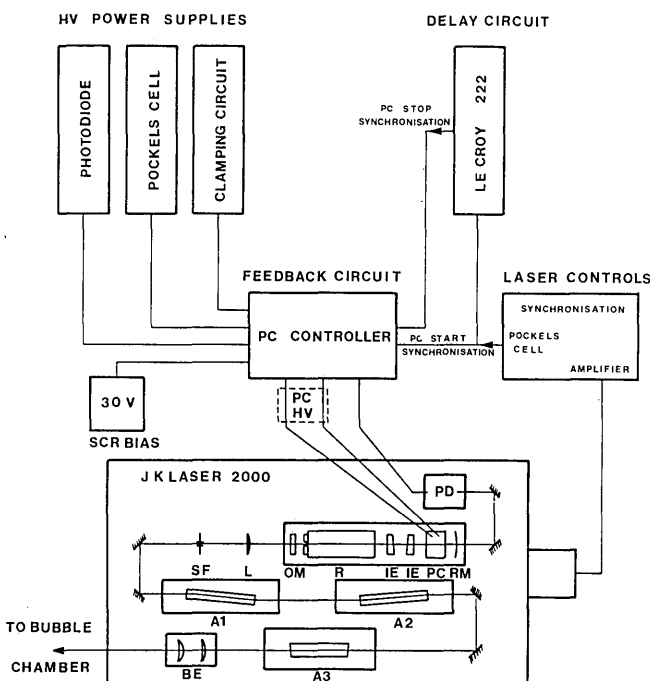 HV POWER SUPPLIES
DELAY CIRCUIT
PHOTODIODE
POCKELS CELL
CLAMPING CIRCUIT
LE CROY 222
PC STOP
SYNCHRONISATION
FEEDBACK CIRCUIT
LASER CONTROLS
PC CONTROLLER
PC START
SYNCHRONISATION
SYNCHRONISATION
POCKELS
CELL
AMPLIFIER
30 V
SCR BIAS
PC
HV
JK LASER 2000
PD
SF
L
OM
R
IE
IE
PC
RM
A1
A2
TO BUBBLE
CHAMBER
BE
A3